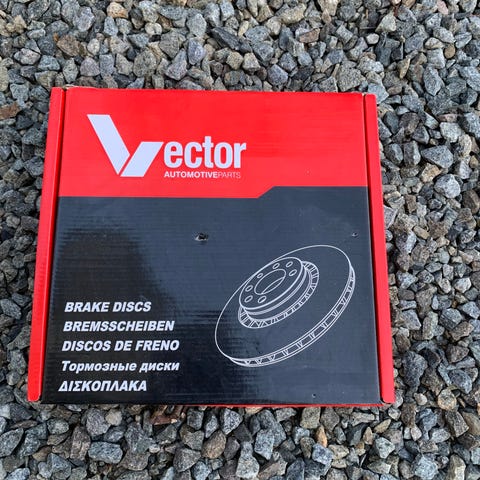 Vector
AUTOMOTIVEPARTS
BRAKE DISCS
BREMSSCHEIBEN
DISCOS DE FRENO
Тормозные диски
ΔΙΣΚΟΠΛΑΚΑ